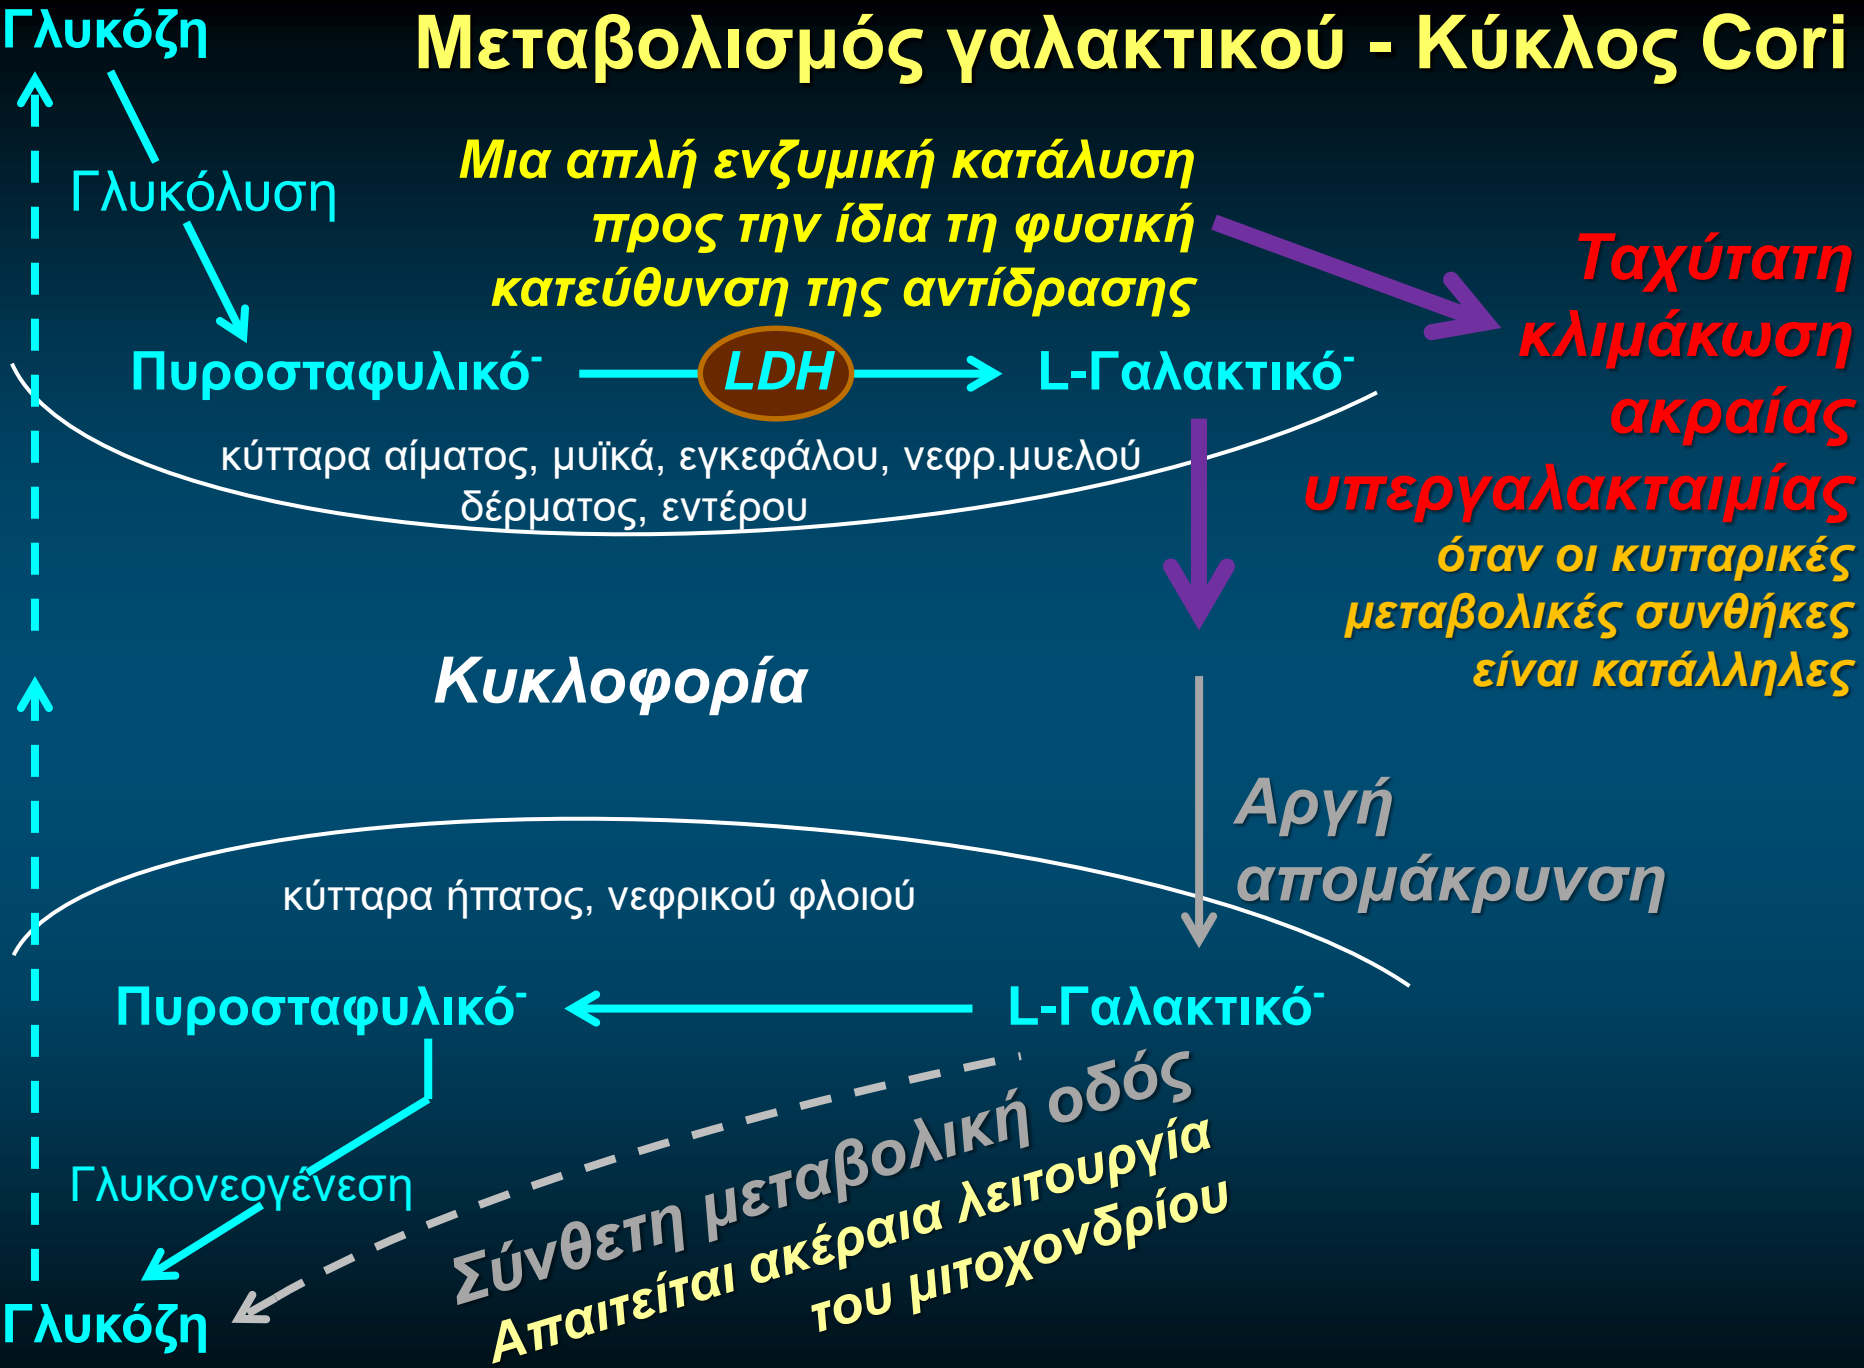 Γλυκόζη
Μεταβολισμός γαλακτικού - Κύκλος Cori
Μια απλή ενζυμική κατάλυση
προς την ίδια τη φυσική
κατεύθυνση της αντίδρασης
Γλυκόλυση
Ταχύτατη
κλιμάκωση
ακραίας
υπεργαλακταιμίας
όταν οι κυτταρικές
μεταβολικές συνθήκες
είναι κατάλληλες
Πυροσταφυλικό⁻
LDH
L-Γαλακτικό⁻
κύτταρα αίματος, μυϊκά, εγκεφάλου, νεφρ.μυελού
δέρματος, εντέρου
Κυκλοφορία
Αργή
απομάκρυνση
κύτταρα ήπατος, νεφρικού φλοιού
Πυροσταφυλικό⁻
L-Γαλακτικό⁻
Σύνθετη μεταβολική οδός
Απαιτείται ακέραια λειτουργία
του μιτοχονδρίου
Γλυκονεογένεση
Γλυκόζη